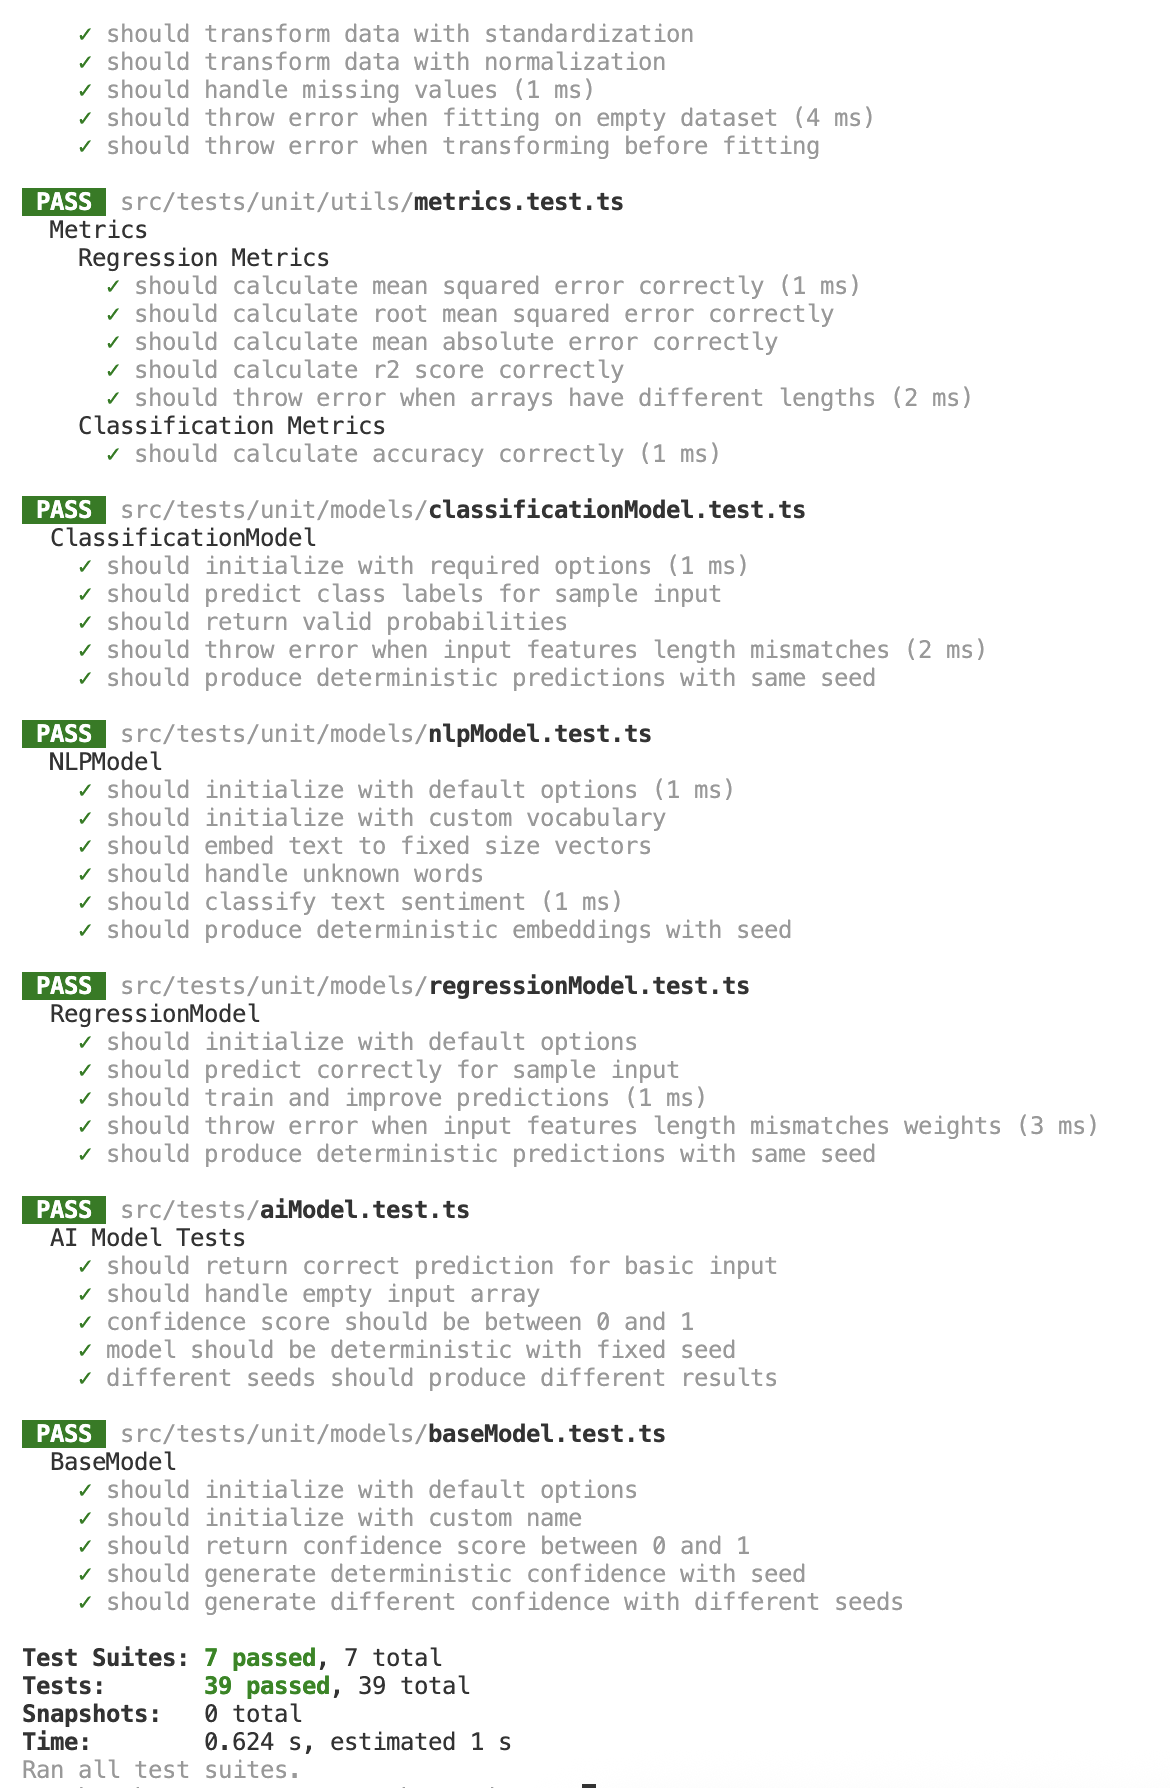 ✓ should transform data with standardization
✓ should transform data with normalization
✓ should handle missing values (1 ms)
✓ should throw error when fitting on empty dataset (4 ms)
✓ should throw error when transforming before fitting
PASS src/tests/unit/utils/metrics.test.ts
Metrics
Regression Metrics
✓ should calculate mean squared error correctly (1 ms)
✓ should calculate root mean squared error correctly
✓ should calculate mean absolute error correctly
✓ should calculate r2 score correctly
✓ should throw error when arrays have different lengths (2 ms)
Classification Metrics
✓ should calculate accuracy correctly (1 ms)
PASS src/tests/unit/models/classificationModel.test.ts
ClassificationModel
✓ should initialize with required options (1 ms)
✓ should predict class labels for sample input
✓ should return valid probabilities
✓ should throw error when input features length mismatches (2 ms)
✓ should produce deterministic predictions with same seed
PASS src/tests/unit/models/nlpModel.test.ts
NLPModel
✓ should initialize with default options (1 ms)
✓ should initialize with custom vocabulary
✓ should embed text to fixed size vectors
✓ should handle unknown words
✓ should classify text sentiment (1 ms)
✓ should produce deterministic embeddings with seed
PASS src/tests/unit/models/regressionModel.test.ts
RegressionModel
✓ should initialize with default options
✓ should predict correctly for sample input
✓ should train and improve predictions (1 ms)
✓ should throw error when input features length mismatches weights (3 ms)
✓ should produce deterministic predictions with same seed
PASS src/tests/aiModel.test.ts
AI Model Tests
✓ should return correct prediction for basic input
✓ should handle empty input array
✓ confidence score should be between 0 and 1
✓ model should be deterministic with fixed seed
✓ different seeds should produce different results
PASS src/tests/unit/models/baseModel.test.ts
BaseModel
✓ should initialize with default options
✓ should initialize with custom name
✓ should return confidence score between 0 and 1
✓ should generate deterministic confidence with seed
✓ should generate different confidence with different seeds
Test Suites: 7 passed, 7 total
Tests: 39 passed, 39 total
Snapshots: 0 total
Time: 0.624 s, estimated 1 s
Ran all test suites.